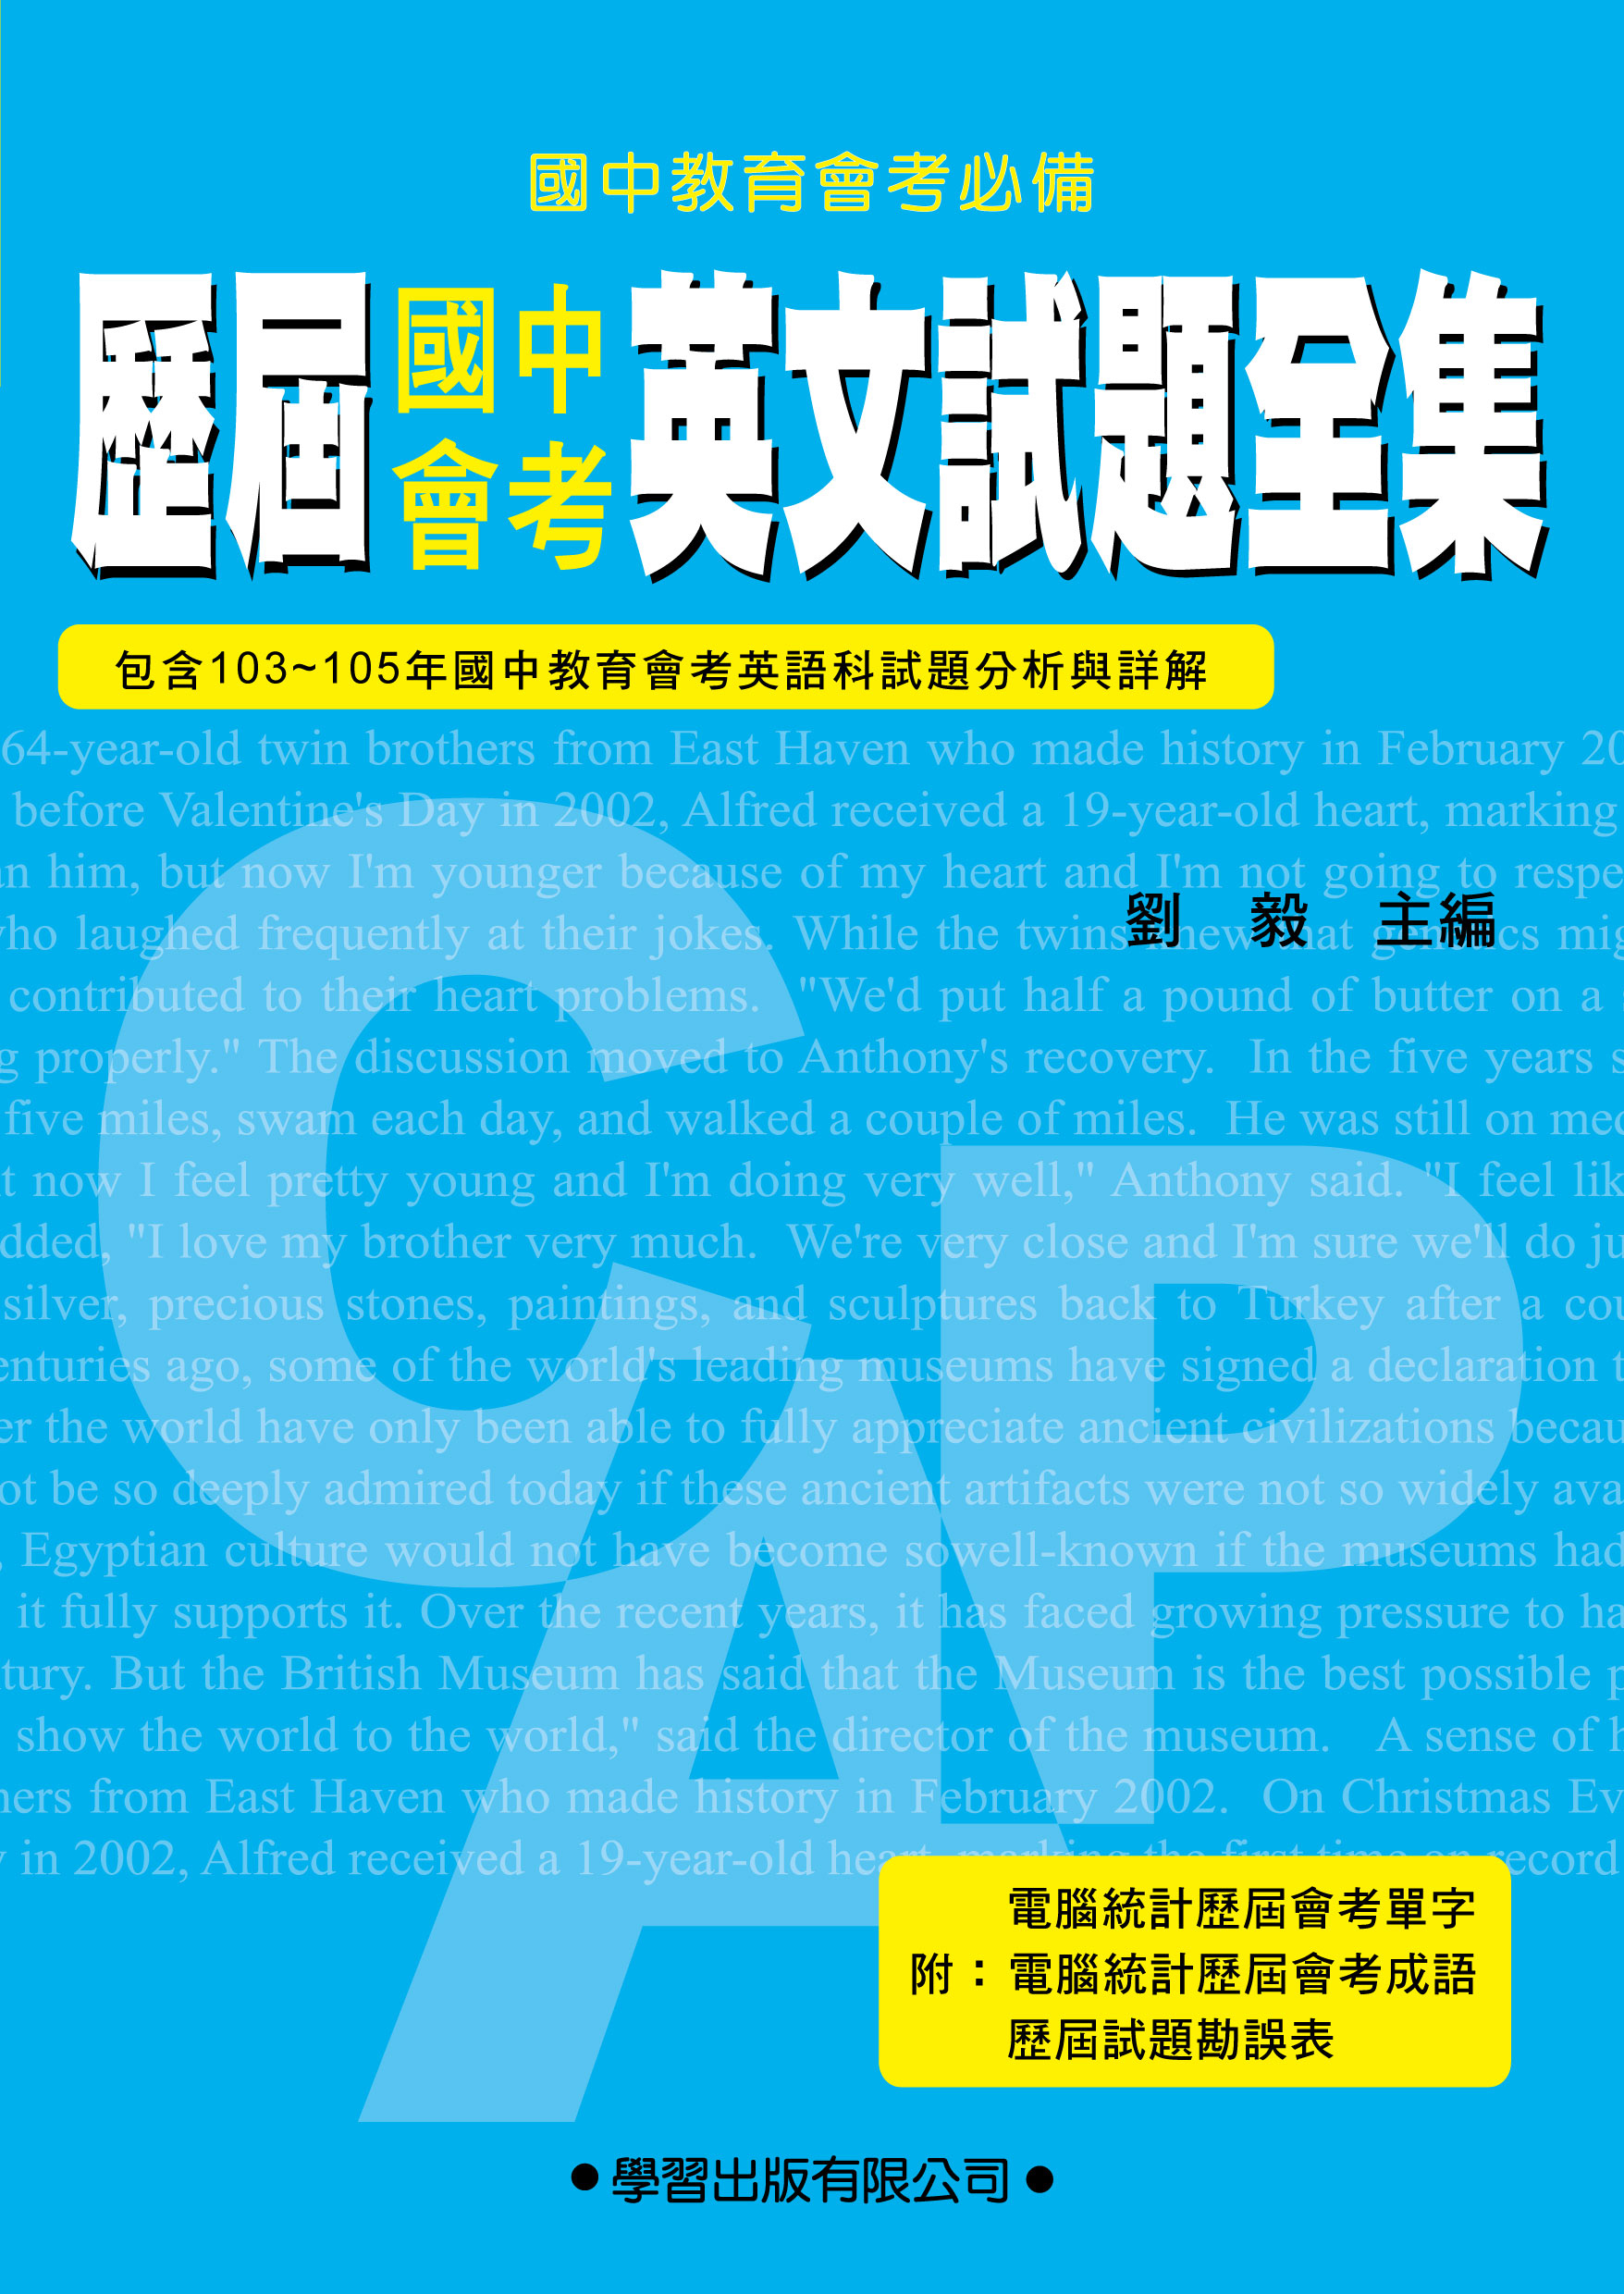 國中教育會考必備
歷屆國中會考英文試題全集
包含103~105年國中教育會考英語科試題分析與詳解
64-year-old twin brothers from East Haven who made history in February 20
before Valentine's Day in 2002, Alfred received a 19-year-old heart, marking
an him, but now I'm younger because of my heart and I'm not going to respe
who laughed frequently at their jokes. While the twins knew that genetics mig
劉 毅 主編
contributed to their heart problems. "We'd put half a pound of butter on a
g properly." The discussion moved to Anthony's recovery. In the five years s
five miles, swam each day, and walked a couple of miles. He was still on med
t now I feel pretty young and I'm doing very well," Anthony said. "I feel lik
dded, "I love my brother very much. We're very close and I'm sure we'll do ju
silver, precious stones, paintings, and sculptures back to Turkey after a cou
enturies ago, some of the world's leading museums have signed a declaration t
er the world have only been able to fully appreciate ancient civilizations becau
ot be so deeply admired today if these ancient artifacts were not so widely ava
, Egyptian culture would not have become sowell-known if the museums had
it fully supports it. Over the recent years, it has faced growing pressure to ha
tury. But the British Museum has said that the Museum is the best possible p
show the world to the world," said the director of the museum. A sense of h
hers from East Haven who made history in February 2002. On Christmas Ev
y in 2002, Alfred received a 19-year-old heart, marking the first time on record
CAP
電腦統計歷屆會考單字
附：電腦統計歷屆會考成語
歷屆試題勘誤表
●學習出版有限公司●